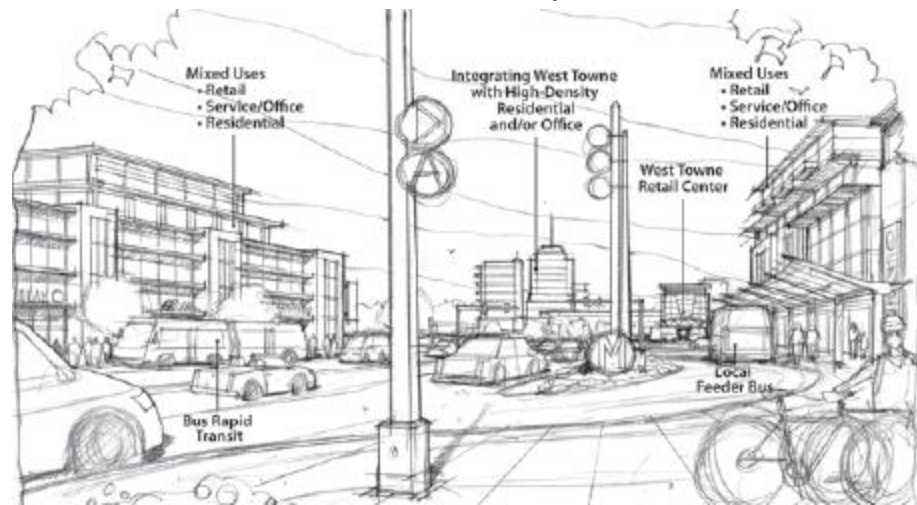 Mixed Uses
• Retail
• Service/Office
• Residential
Integrating West Towne
with High-Density
Residential
and/or Office
Mixed Uses
• Retail
• Service/Office
• Residential
West Towne
Retail Center
Local
Feeder Bus
Bus Rapid
Transit
M